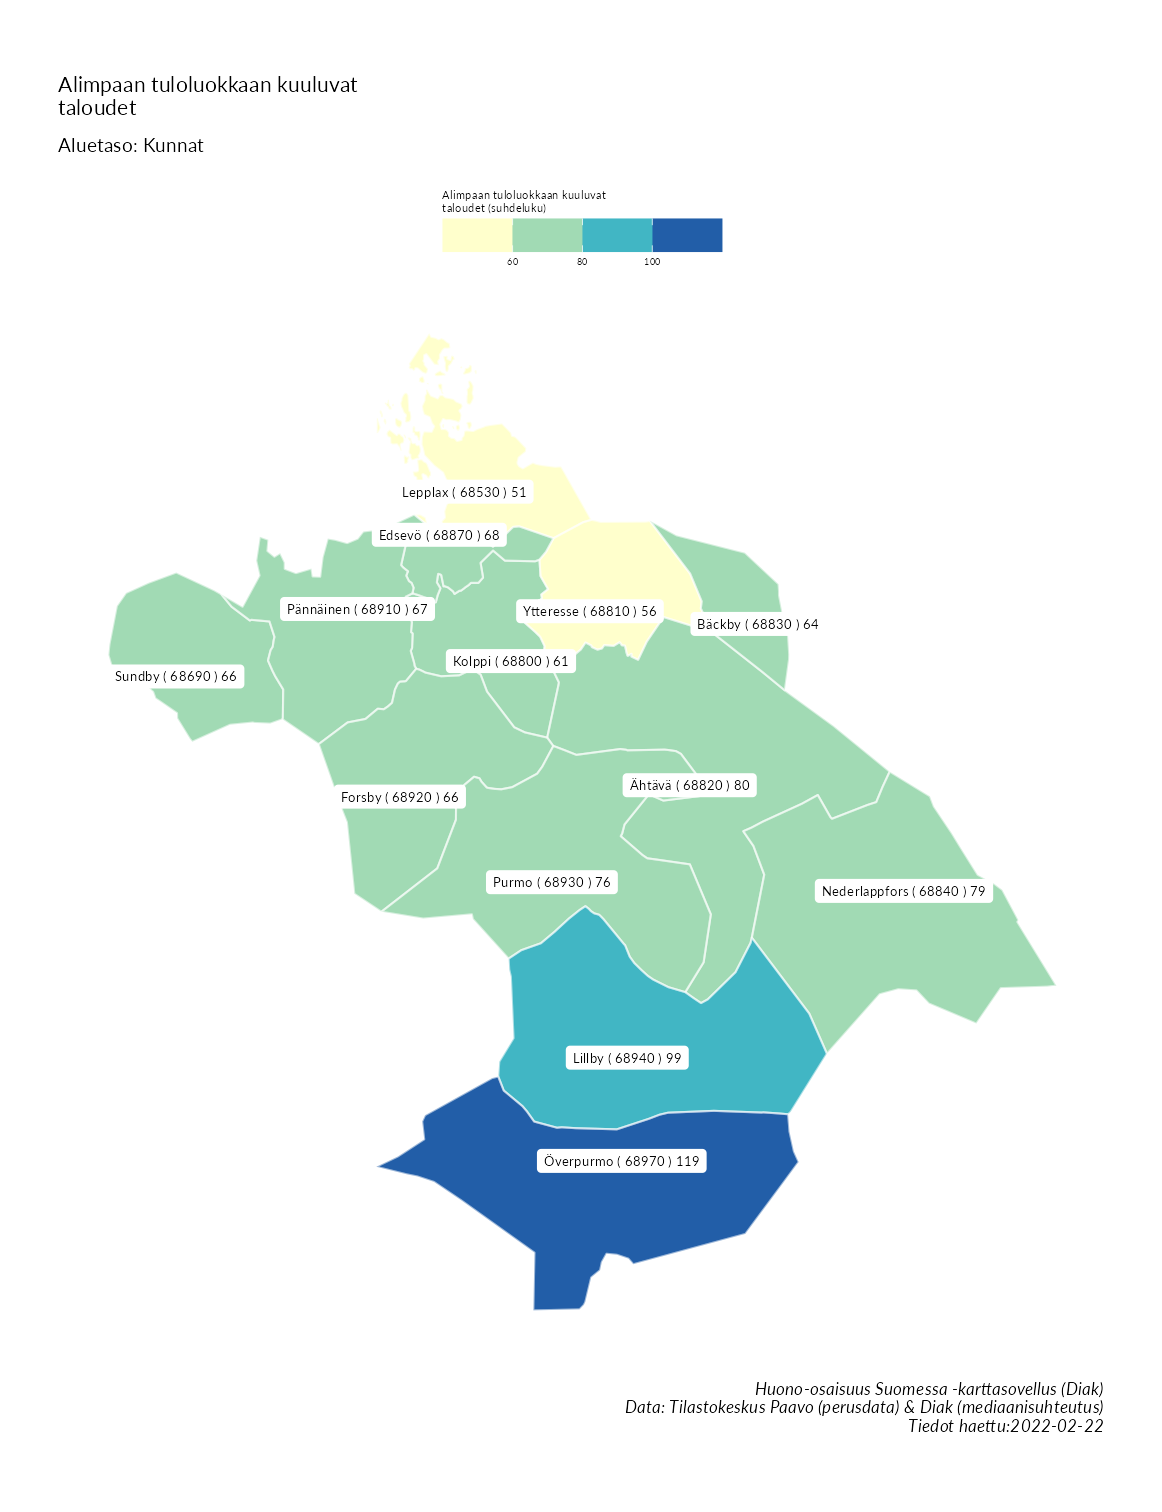 Alimpaan tuloluokkaan kuuluvat
taloudet
Aluetaso: Kunnat
Alimpaan tuloluokkaan kuuluvat
taloudet (suhdeluku)
60 80 100
Lepplax ( 68530 ) 51
Edsevö ( 68870 ) 68
Pännäinen ( 68910 ) 67
Ytteresse ( 68810 ) 56
Bäckby ( 68830 ) 64
Kolppi ( 68800 ) 61
Sundby ( 68690 ) 66
Ähtävä ( 68820 ) 80
Forsby ( 68920 ) 66
Purmo ( 68930 ) 76
Nederlappfors ( 68840 ) 79
Lillby ( 68940 ) 99
Överpurmo ( 68970 ) 119
Huono-osaisuus Suomessa -karttasovellus (Diak)
Data: Tilastokeskus Paavo (perusdata) & Diak (mediaanisuhteutus)
Tiedot haettu:2022-02-22